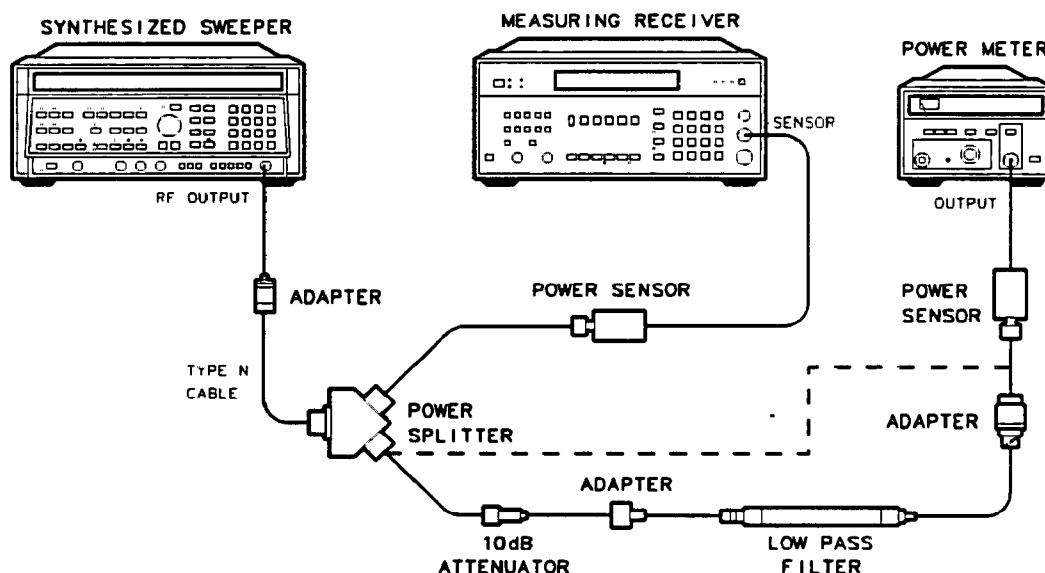 SYNTHESIZED SWEEPER
MEASURING RECEIVER
POWER METER
SENSOR
RF OUTPUT
OUTPUT
ADAPTER
POWER SENSOR
POWER
SENSOR
TYPE N
CABLE
POWER
SPLITTER
ADAPTER
ADAPTER
10dB
ATTENUATOR
LOW PASS
FILTER